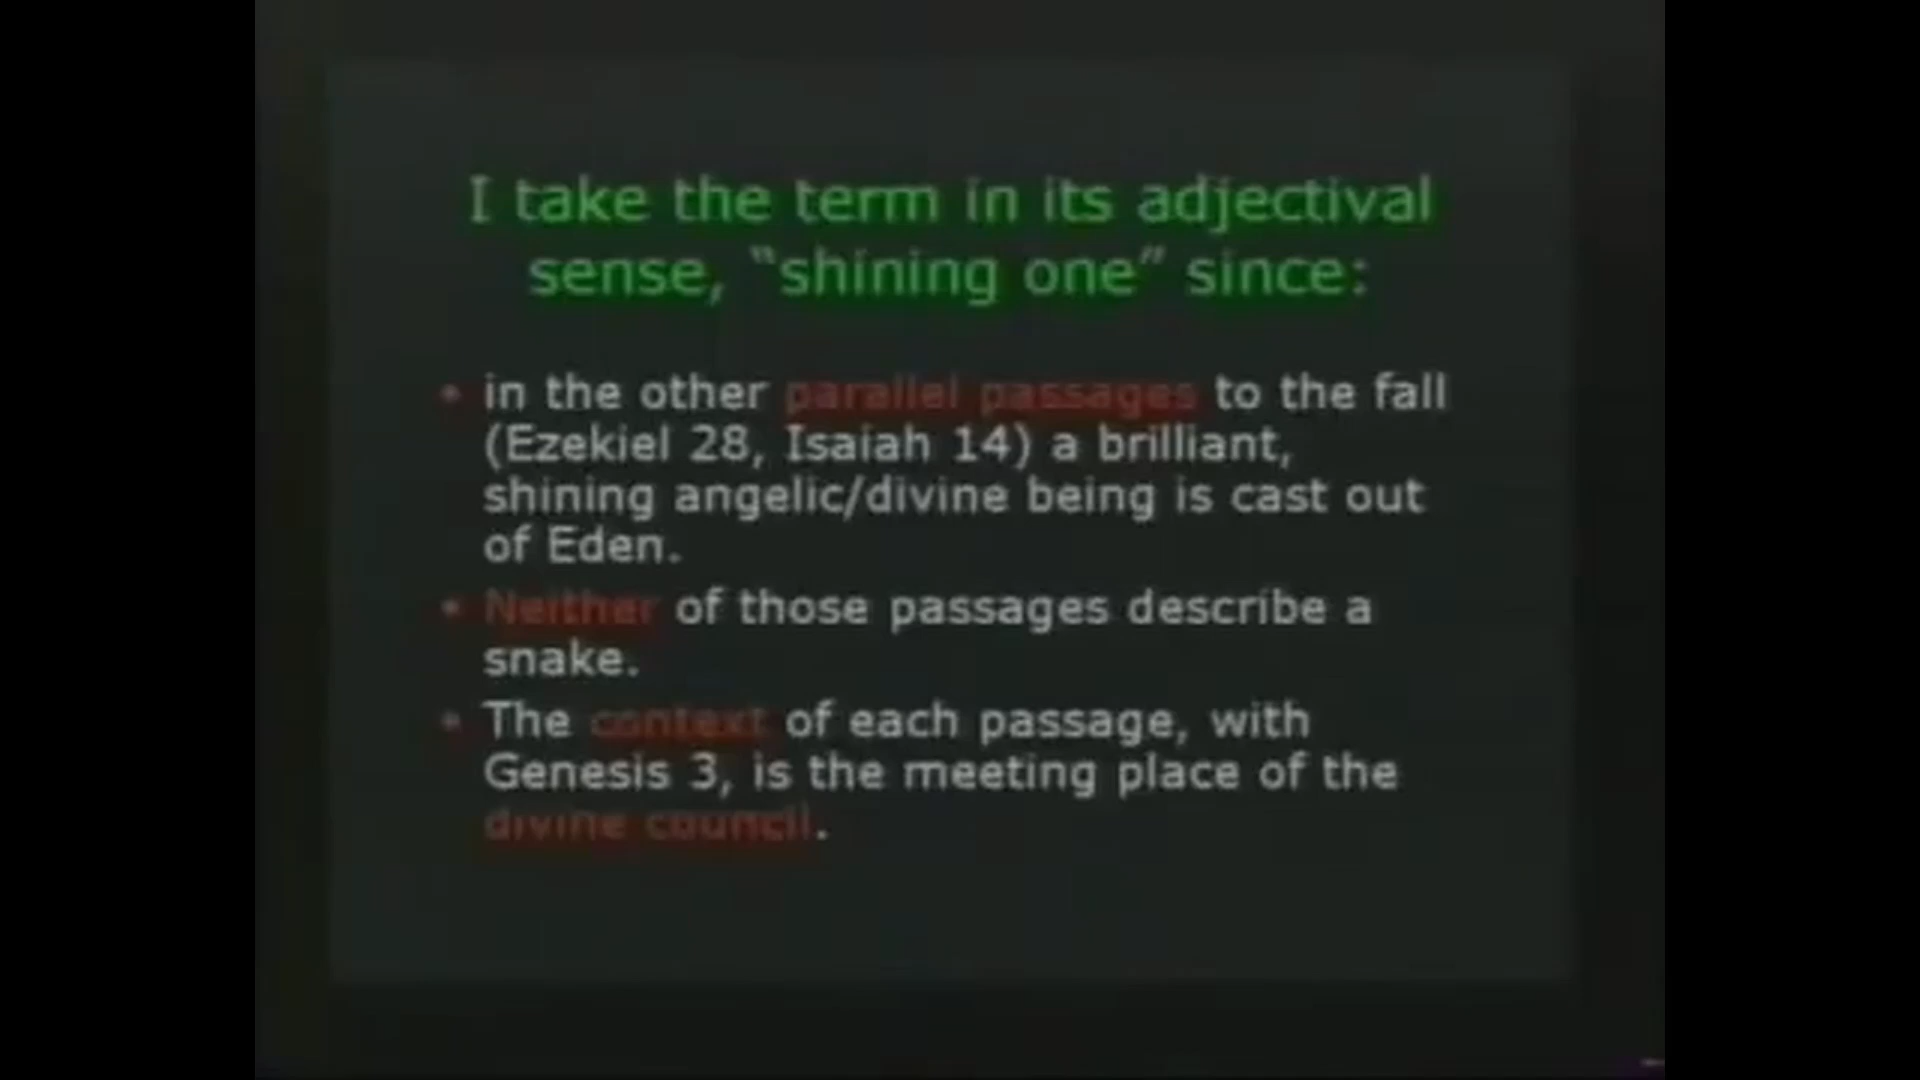 I take the term in its adjectival
sense, “shining one” since:
• in the other parallel passages to the fall
(Ezekiel 28, Isaiah 14) a brilliant,
shining angelic/divine being is cast out
of Eden.
• Neither of those passages describe a
snake.
• The context of each passage, with
Genesis 3, is the meeting place of the
divine council.